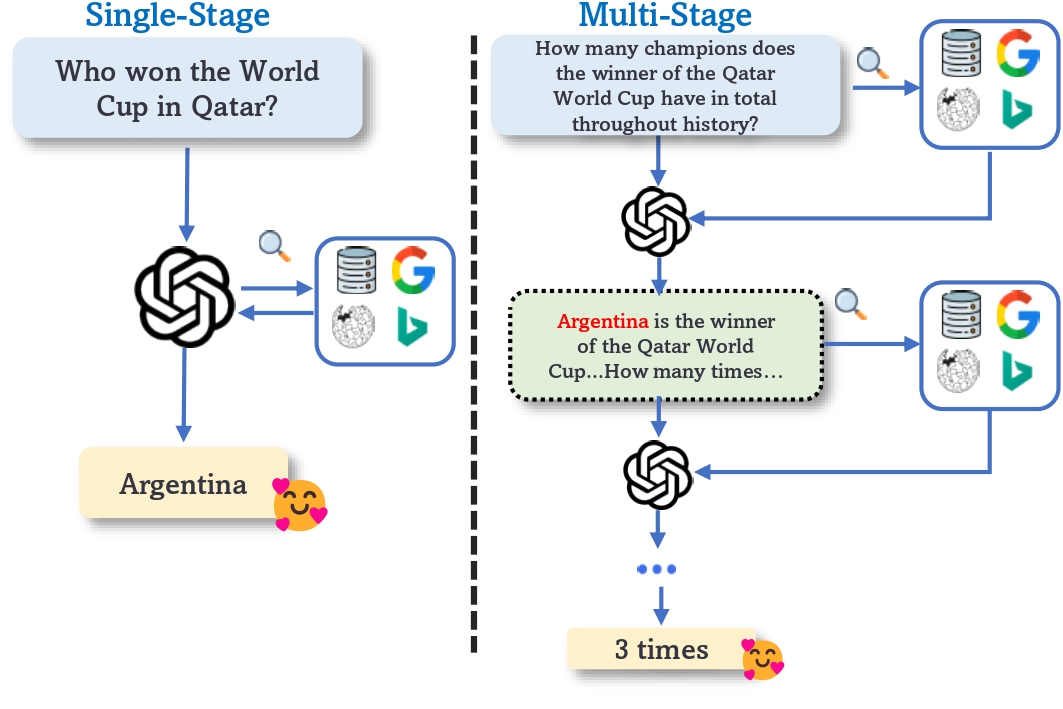 Single-Stage
Who won the World
Cup in Qatar?
Argentina
Multi-Stage
How many champions does
the winner of the Qatar
World Cup have in total
throughout history?
Argentina is the winner
of the Qatar World
Cup...How many times...
3 times